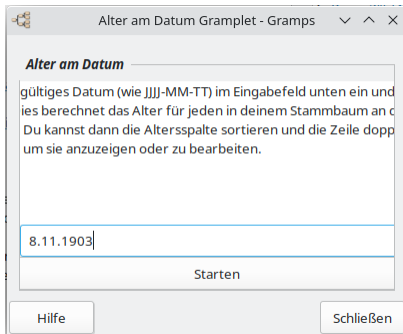 Alter am Datum Gramplet - Gramps
Alter am Datum
gültiges Datum (wie JJJJ-MM-TT) im Eingabefeld unten ein und
ies berechnet das Alter für jeden in deinem Stammbaum an
Du kannst dann die Altersspalte sortieren und die Zeile dopp
um sie anzuzeigen oder zu bearbeiten.
8.11.1903
Starten
Hilfe
Schließen